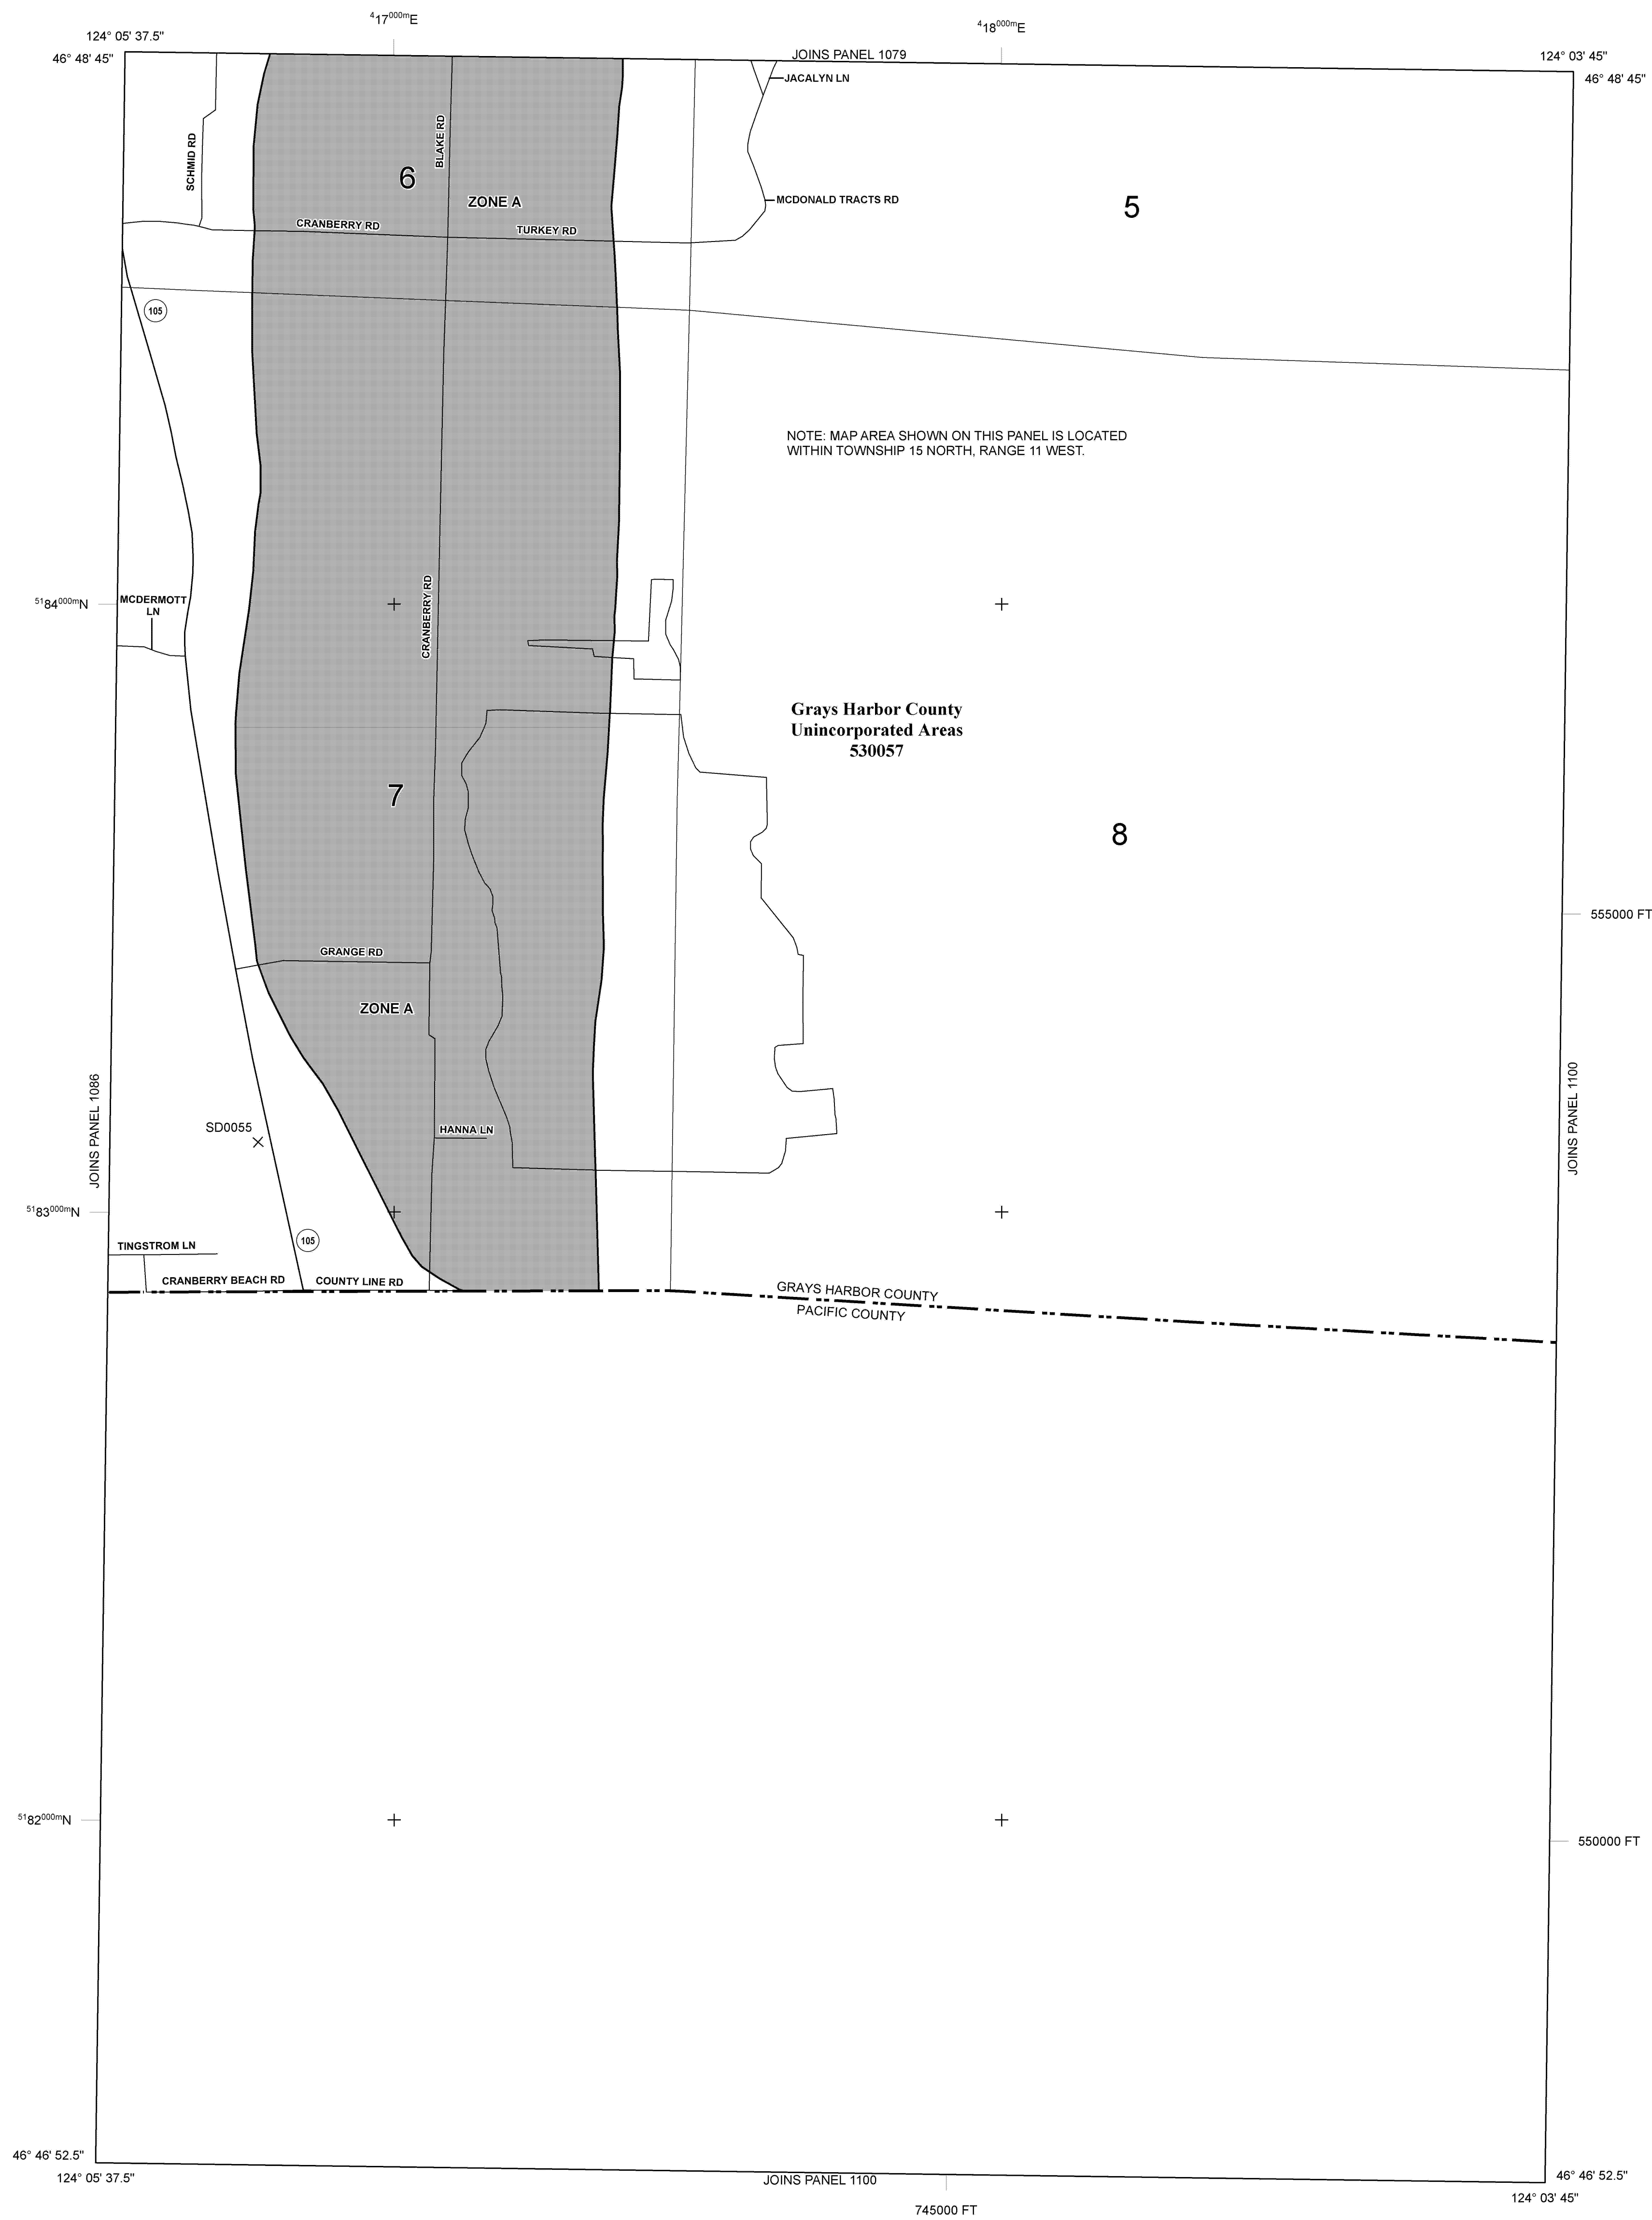 417000mE
418000mE
124° 05' 37.5"
JOINS PANEL 1079
124° 03' 45"
46° 48' 45"
46° 48' 45"
JACALYN LN
BLAKE RD
SCHMID RD
6
ZONE A
MCDONALD TRACTS RD
5
CRANBERRY RD
TURKEY RD
105
NOTE: MAP AREA SHOWN ON THIS PANEL IS LOCATED
WITHIN TOWNSHIP 15 NORTH, RANGE 11 WEST.
5184000mN
MCDERMOTT
LN
CRANBERRY RD
Grays Harbor County
Unincorporated Areas
530057
7
8
555000 FT
GRANGE RD
ZONE A
JOINS PANEL 1086
JOINS PANEL 1100
SD0055
HANNA LN
5183000mN
105
TINGSTROM LN
CRANBERRY BEACH RD
COUNTY LINE RD
GRAYS HARBOR COUNTY
PACIFIC COUNTY
5182000mN
550000 FT
46° 46' 52.5"
124° 05' 37.5"
JOINS PANEL 1100
46° 46' 52.5"
124° 03' 45"
745000 FT